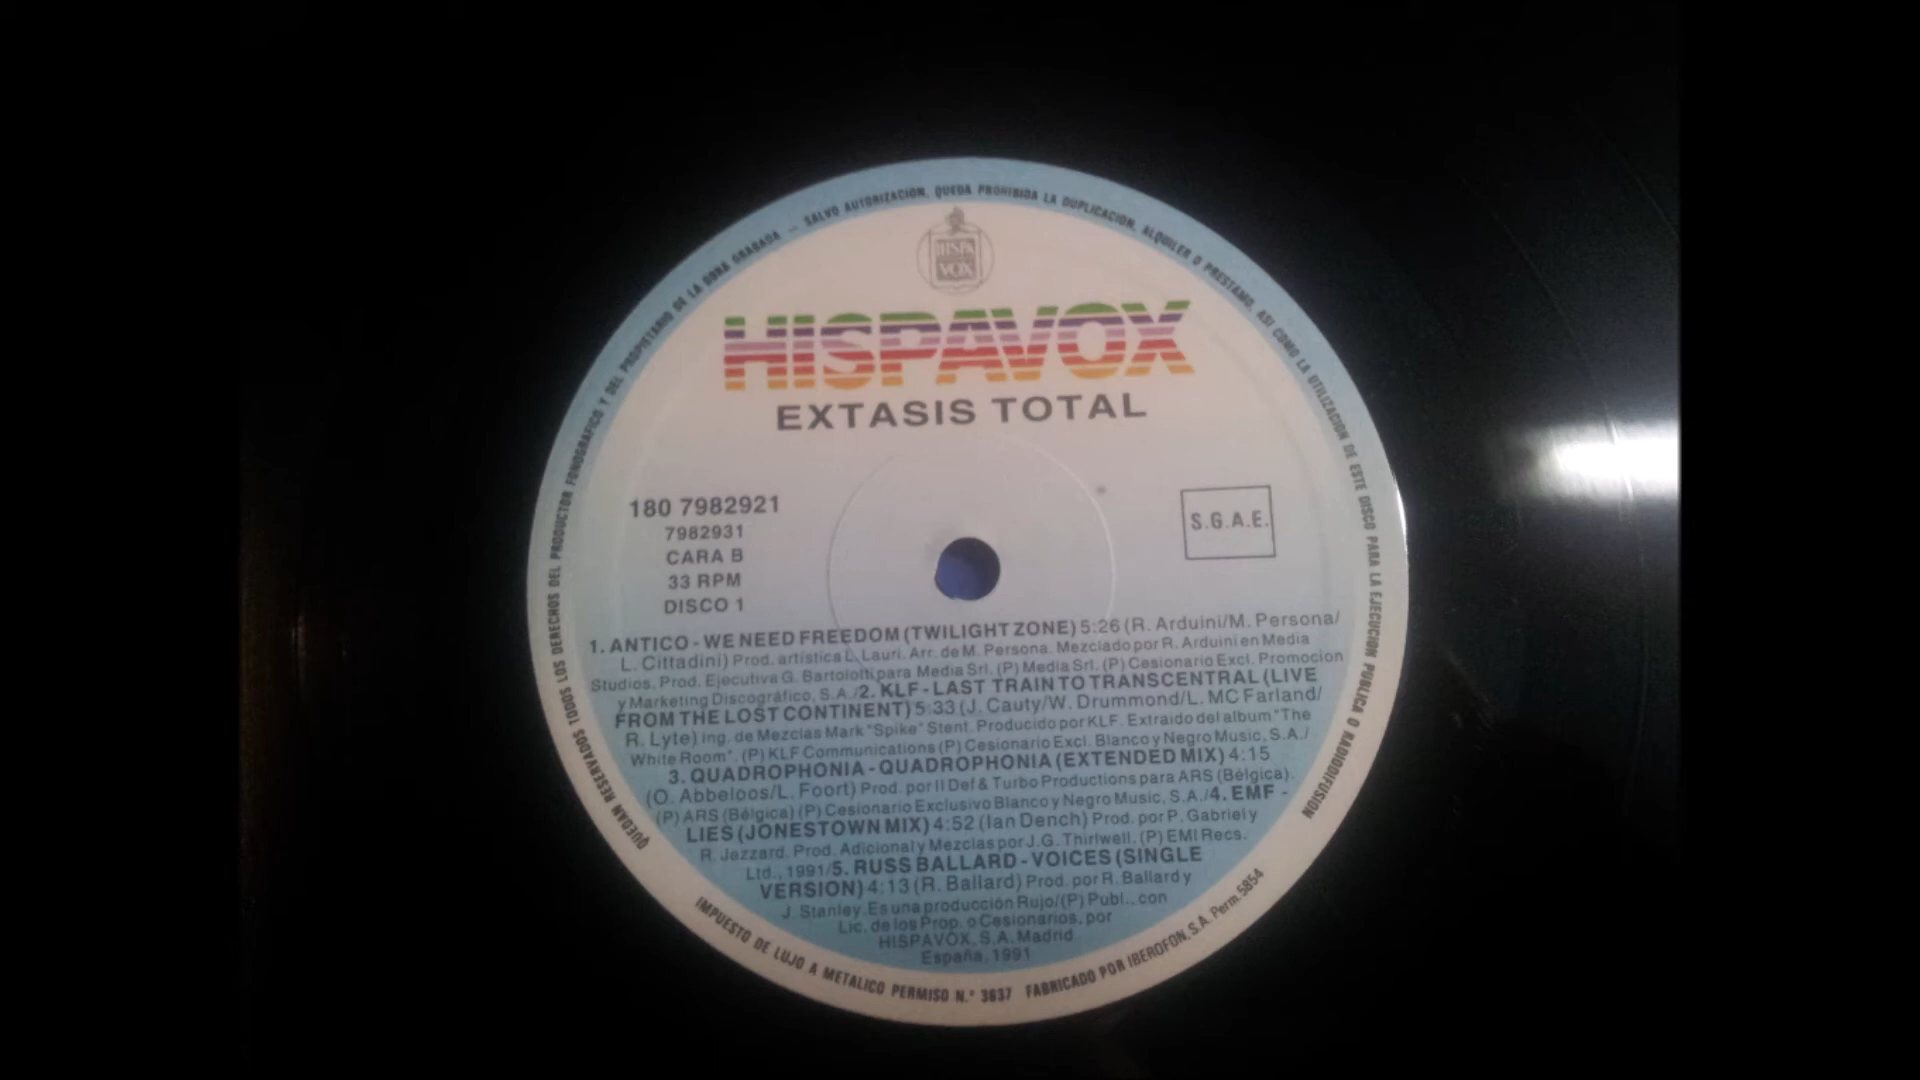 SALVO AUTORIZACION, QUEDA PROHIBIDA LA DUPLICACION, ALQUILER O PRESTAMO, ASI COMO LA UTILIZACION DE ESTE DISCO PARA LA EJECUCION PUBLICA O RADIODIFUSION
QUEDAN RESERVADOS TODOS LOS DERECHOS DEL PRODUCTOR FONOGRAFICO Y DEL PROPIETARIO DE LA OBRA GRABADA —
HISPA
VOX
HISPAVOX
EXTASIS TOTAL
180 7982921
7982931
CARA B
33 RPM
DISCO 1
S.G.A.E.
1. ANTICO - WE NEED FREEDOM (TWILIGHT ZONE) 5:26 (R. Arduini/M. Persona/
L. Cittadini) Prod. artística L. Lauri. Arr. de M. Persona. Mezclado por R. Arduini en Media
Studios. Prod. Ejecutiva G. Bartolotti para Media Srl. (P) Media Srl. (P) Cesionario Excl. Promocion
y Marketing Discográfico, S.A./2. KLF - LAST TRAIN TO TRANSCENTRAL (LIVE
FROM THE LOST CONTINENT) 5:33 (J. Cauty/W. Drummond/L. MC Farland/
R. Lyte) Ing. de Mezclas Mark "Spike" Stent. Producido por KLF. Extraido del album "The
White Room". (P) KLF Communications (P) Cesionario Excl. Blanco y Negro Music, S.A./
3. QUADROPHONIA - QUADROPHONIA (EXTENDED MIX) 4:15
(O. Abbeloos/L. Foort) Prod. por II Def & Turbo Productions para ARS (Bélgica).
(P) ARS (Bélgica) (P) Cesionario Exclusivo Blanco y Negro Music, S.A./4. EMF -
LIES (JONESTOWN MIX) 4:52 (Ian Dench) Prod. por P. Gabriel y
R. Jezzard. Prod. Adicional y Mezclas por J.G. Thirlwell. (P) EMI Recs.
Ltd., 1991/5. RUSS BALLARD - VOICES (SINGLE
VERSION) 4:13 (R. Ballard) Prod. por R. Ballard y
J. Stanley. Es una producción Rujo/(P) Publ., con
Lic. de los Prop. o Cesionarios, por
HISPAVOX, S.A. Madrid
España, 1991
IMPUESTO DE LUJO A METALICO PERMISO N.° 3637 FABRICADO POR IBEROFON, S.A. Perm. 5854